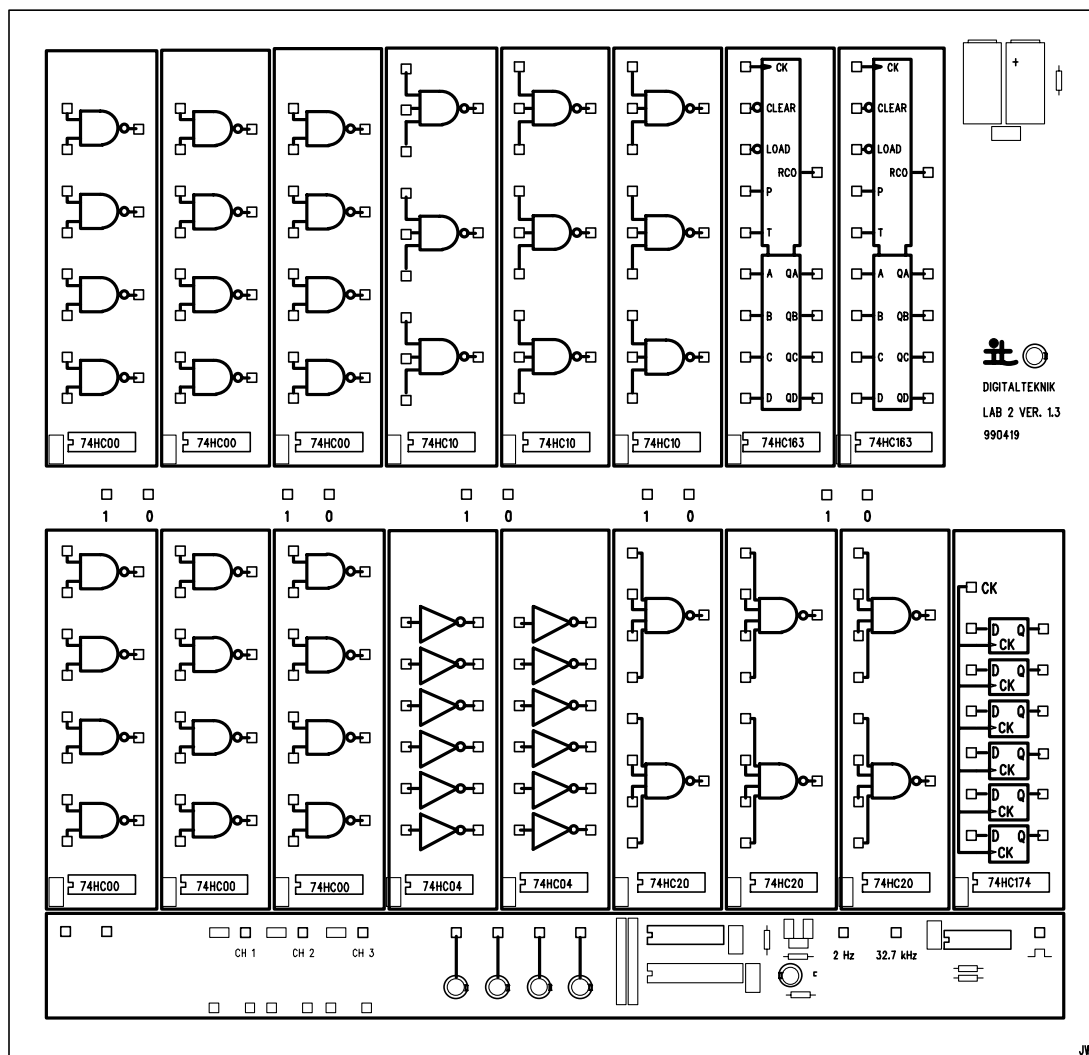 CK CK
CLEAR CLEAR
LOAD LOAD
RCO RCO
P P
T T
A QA A QA
B QB B QB
C QC C QC
D QD D QD
+
DIGITALTEKNIK
LAB 2 VER. 1.3
990419
74HC00 74HC00 74HC00 74HC10 74HC10 74HC10 74HC163 74HC163
1 0 1 0 1 0 1 0 1 0
CK
D Q
CK
D Q
CK
D Q
CK
D Q
CK
D Q
CK
D Q
CK
74HC00 74HC00 74HC00 74HC04 74HC04 74HC20 74HC20 74HC20 74HC174
CH 1 CH 2 CH 3 2 Hz 32.7 kHz